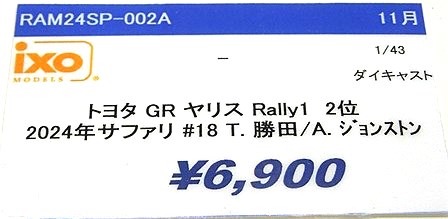 RAM24SP-002A 11月
ixo
MODELS
–
1/43
ダイキャスト
トヨタ GR ヤリス Rally1 2位
2024年サファリ #18 T. 勝田/A. ジョンストン
¥6,900